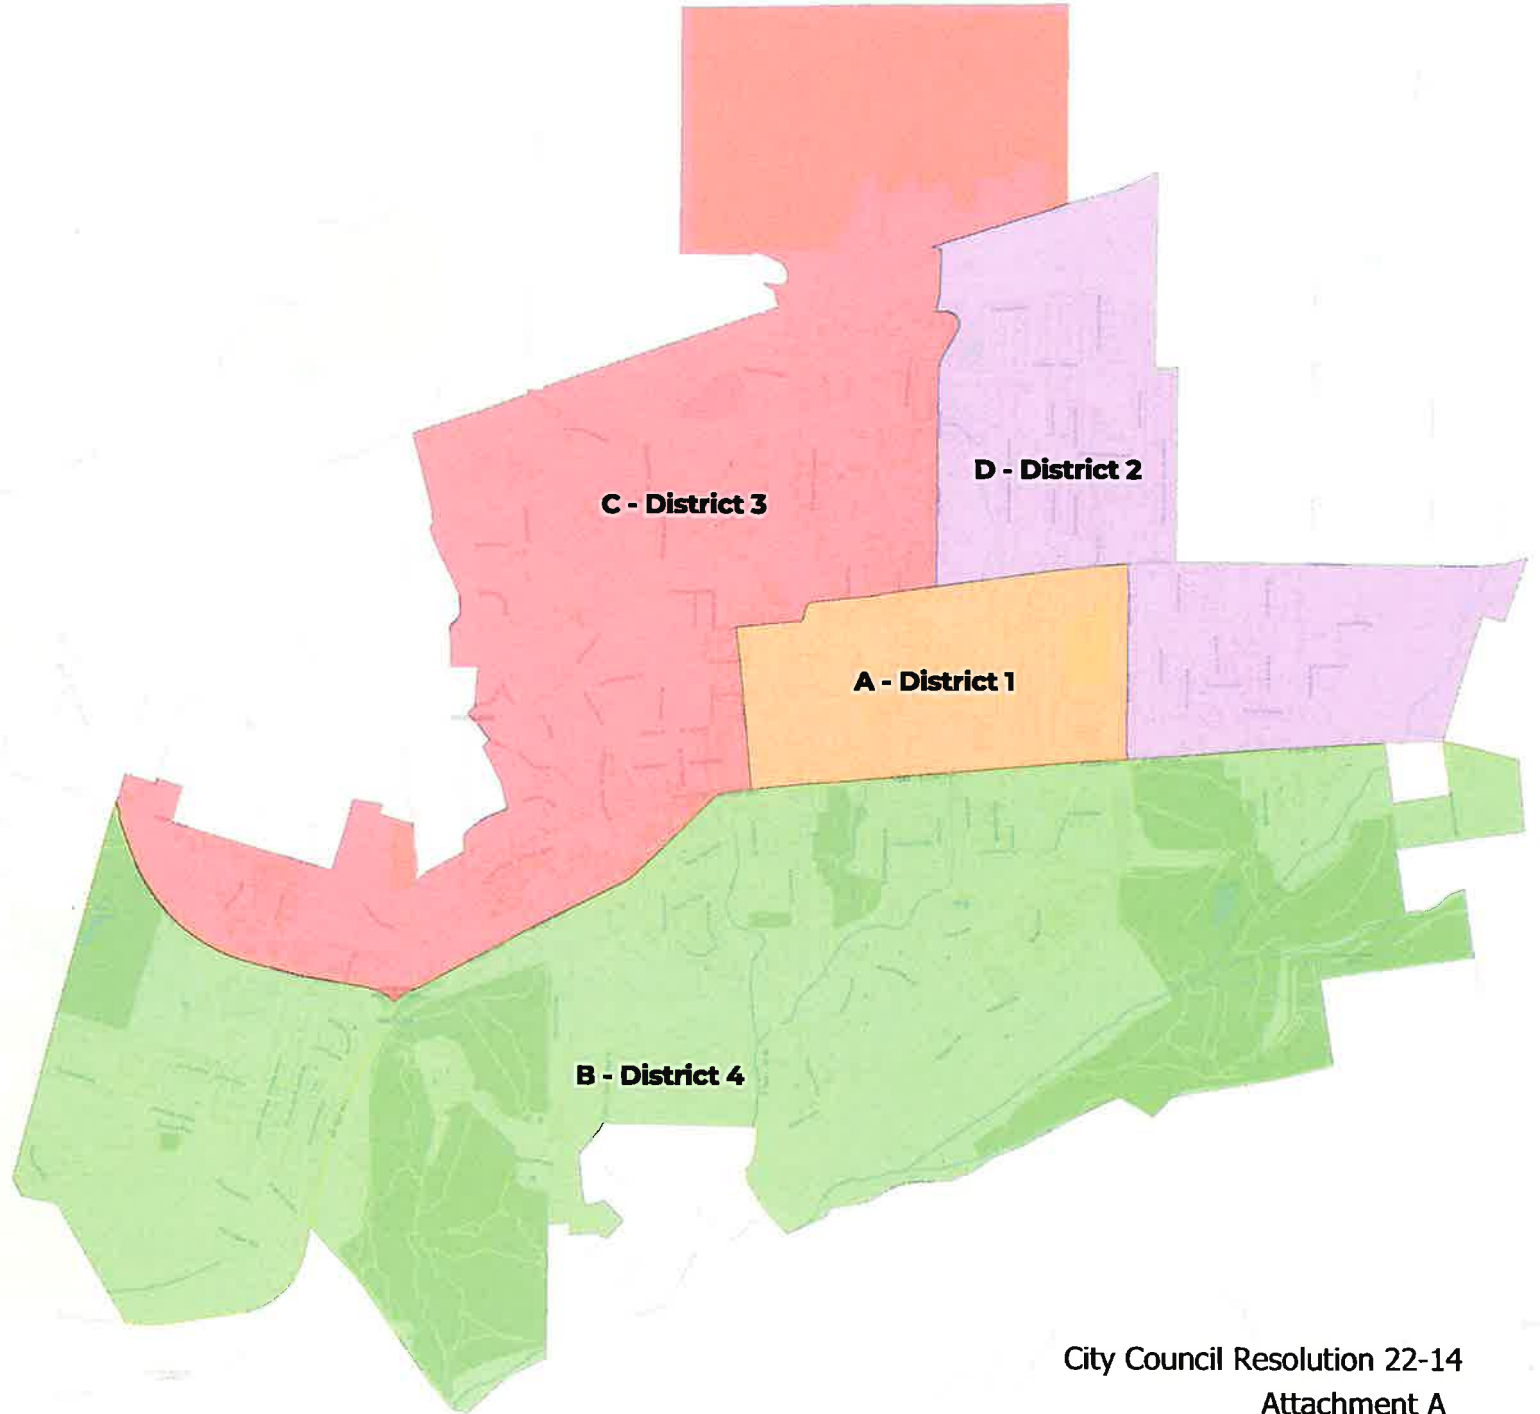 D - District 2
C - District 3
A - District 1
B - District 4
City Council Resolution 22-14
Attachment A